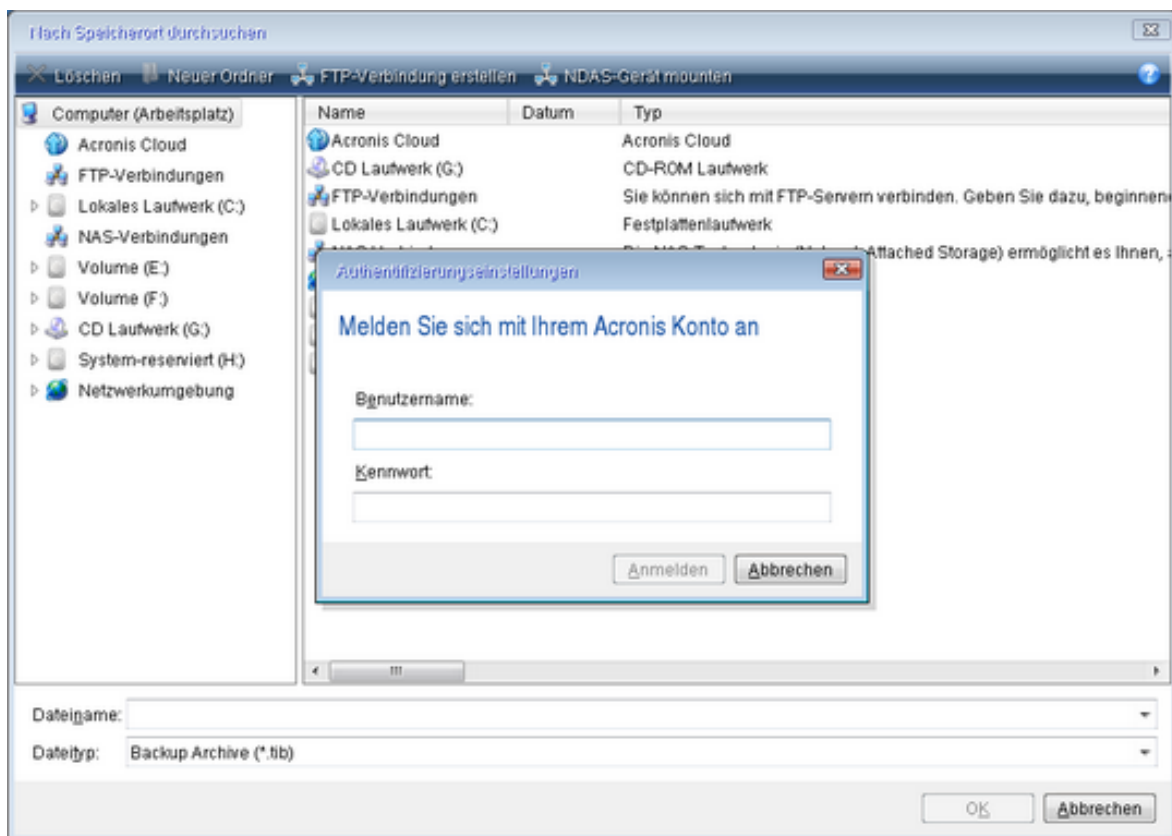 Nach Speicherort durchsuchen
Löschen Neuer Ordner FTP-Verbindung erstellen NDAS-Gerät mounten
Computer (Arbeitsplatz)
Acronis Cloud
FTP-Verbindungen
Lokales Laufwerk (C:)
NAS-Verbindungen
Volume (E:)
Volume (F:)
CD Laufwerk (G:)
System-reserviert (H:)
Netzwerkumgebung
Name Datum Typ
Acronis Cloud Acronis Cloud
CD Laufwerk (G:) CD-ROM Laufwerk
FTP-Verbindungen Sie können sich mit FTP-Servern verbinden. Geben Sie dazu, beginnend
Lokales Laufwerk (C:) Festplattenlaufwerk
Attached Storage) ermöglicht es Ihnen,
Authentifizierungseinstellungen
Melden Sie sich mit Ihrem Acronis Konto an
Benutzername:
Kennwort:
Anmelden Abbrechen
Dateiname:
Dateityp: Backup Archive (*.tib)
OK Abbrechen